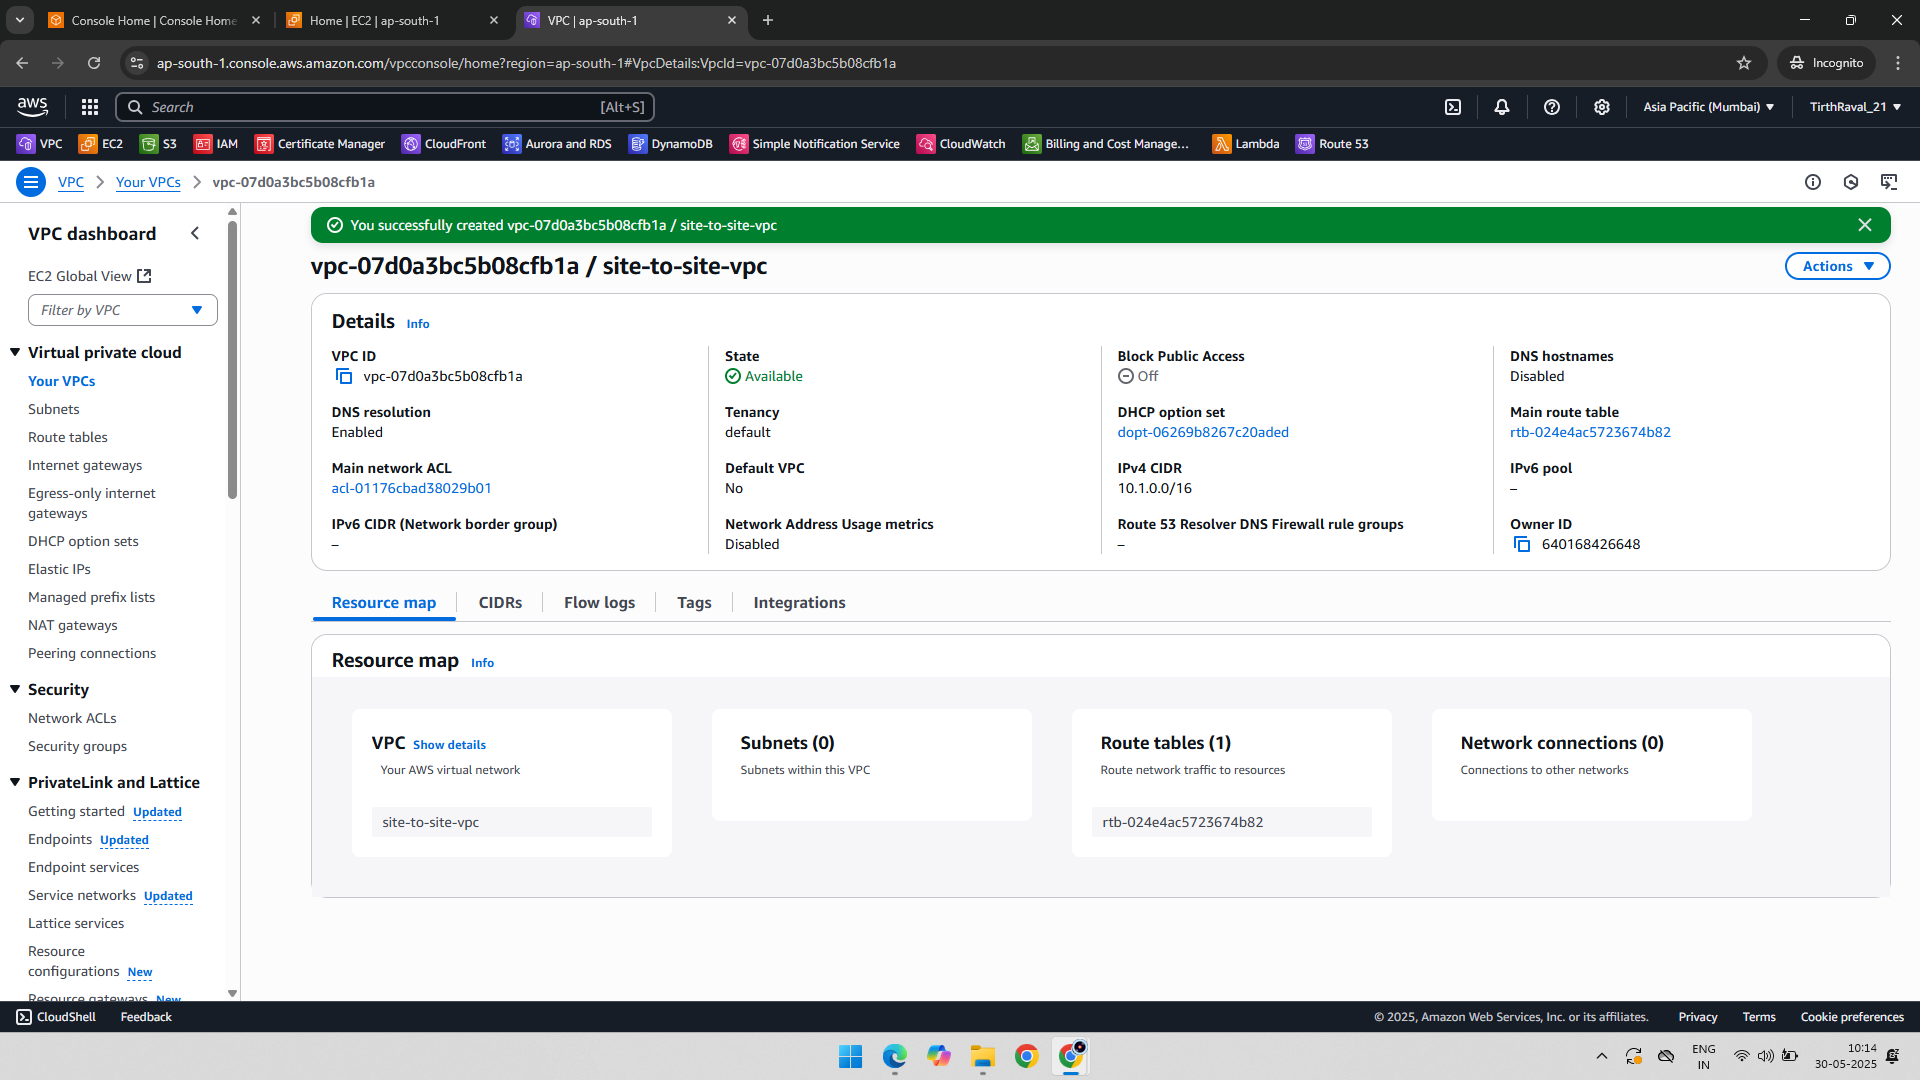 Console Home | Console Home
Home | EC2 | ap-south-1
VPC | ap-south-1
ap-south-1.console.aws.amazon.com/vpcconsole/home?region=ap-south-1#VpcDetails:VpcId=vpc-07d0a3bc5b08cfb1a
Incognito
aws
Search
[Alt+S]
Asia Pacific (Mumbai)
TirthRaval_21
VPC
EC2
S3
IAM
Certificate Manager
CloudFront
Aurora and RDS
DynamoDB
Simple Notification Service
CloudWatch
Billing and Cost Manage...
Lambda
Route 53
VPC
Your VPCs
vpc-07d0a3bc5b08cfb1a
VPC dashboard
EC2 Global View
Filter by VPC
Virtual private cloud
Your VPCs
Subnets
Route tables
Internet gateways
Egress-only internet
gateways
DHCP option sets
Elastic IPs
Managed prefix lists
NAT gateways
Peering connections
Security
Network ACLs
Security groups
PrivateLink and Lattice
Getting started Updated
Endpoints Updated
Endpoint services
Service networks Updated
Lattice services
Resource
configurations New
Resource gateways New
You successfully created vpc-07d0a3bc5b08cfb1a / site-to-site-vpc
vpc-07d0a3bc5b08cfb1a / site-to-site-vpc
Actions
Details Info
VPC ID
vpc-07d0a3bc5b08cfb1a
State
Available
Block Public Access
Off
DNS hostnames
Disabled
DNS resolution
Enabled
Tenancy
default
DHCP option set
dopt-06269b8267c20aded
Main route table
rtb-024e4ac5723674b82
Main network ACL
acl-01176cbad38029b01
Default VPC
No
IPv4 CIDR
10.1.0.0/16
IPv6 pool
–
IPv6 CIDR (Network border group)
–
Network Address Usage metrics
Disabled
Route 53 Resolver DNS Firewall rule groups
–
Owner ID
640168426648
Resource map
CIDRs
Flow logs
Tags
Integrations
Resource map Info
VPC Show details
Your AWS virtual network
site-to-site-vpc
Subnets (0)
Subnets within this VPC
Route tables (1)
Route network traffic to resources
rtb-024e4ac5723674b82
Network connections (0)
Connections to other networks
CloudShell
Feedback
© 2025, Amazon Web Services, Inc. or its affiliates.
Privacy
Terms
Cookie preferences
ENG
IN
10:14
30-05-2025